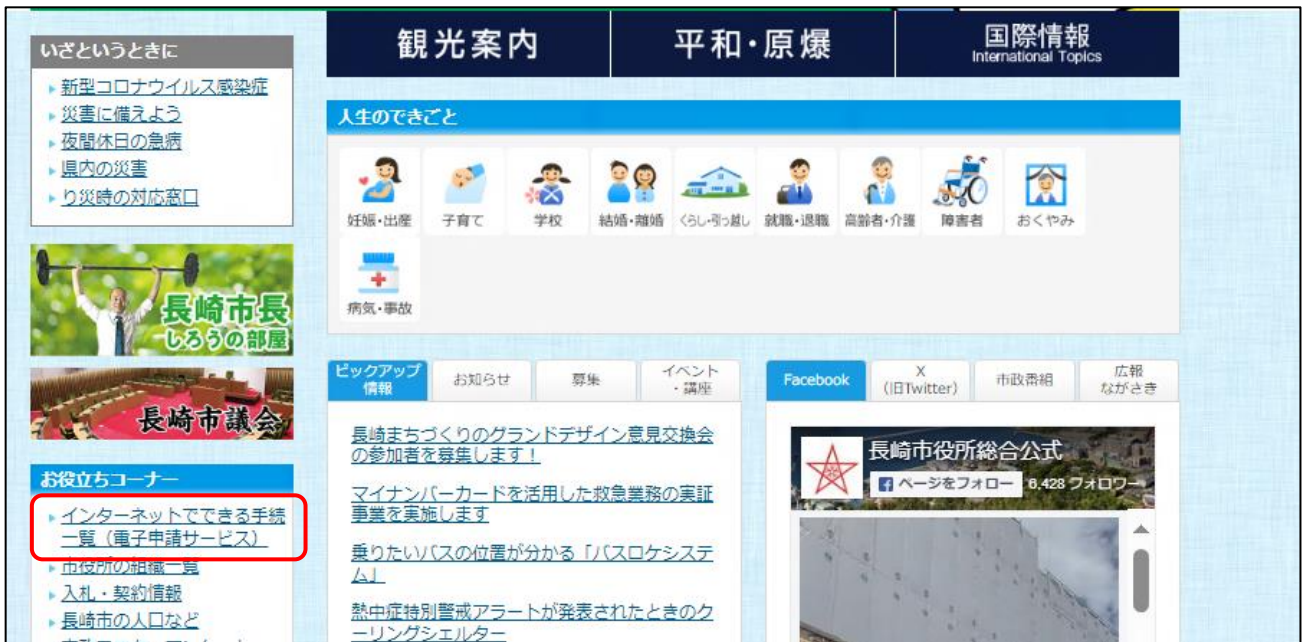 いざというときに
新型コロナウイルス感染症
災害に備えよう
夜間休日の急病
県内の災害
り災時の対応窓口
長崎市長
しろうの部屋
長崎市議会
お役立ちコーナー
インターネットでできる手続
一覧（電子申請サービス）
市役所の組織一覧
入札・契約情報
長崎市の人口など
観光案内
平和・原爆
国際情報
International Topics
人生のできごと
妊娠・出産
子育て
学校
結婚・離婚
くらし・引っ越し
就職・退職
高齢者・介護
障害者
おくやみ
病気・事故
ピックアップ
情報
お知らせ
募集
イベント
・講座
長崎まちづくりのグランドデザイン意見交換会
の参加者を募集します！
マイナンバーカードを活用した救急業務の実証
事業を実施します
乗りたいバスの位置が分かる「バスロケシステ
ム」
熱中症特別警戒アラートが発表されたときのク
ーリングシェルター
Facebook
X
（旧Twitter）
市政番組
広報
ながさき
長崎市役所総合公式
ページをフォロー
6,428 フォロワー